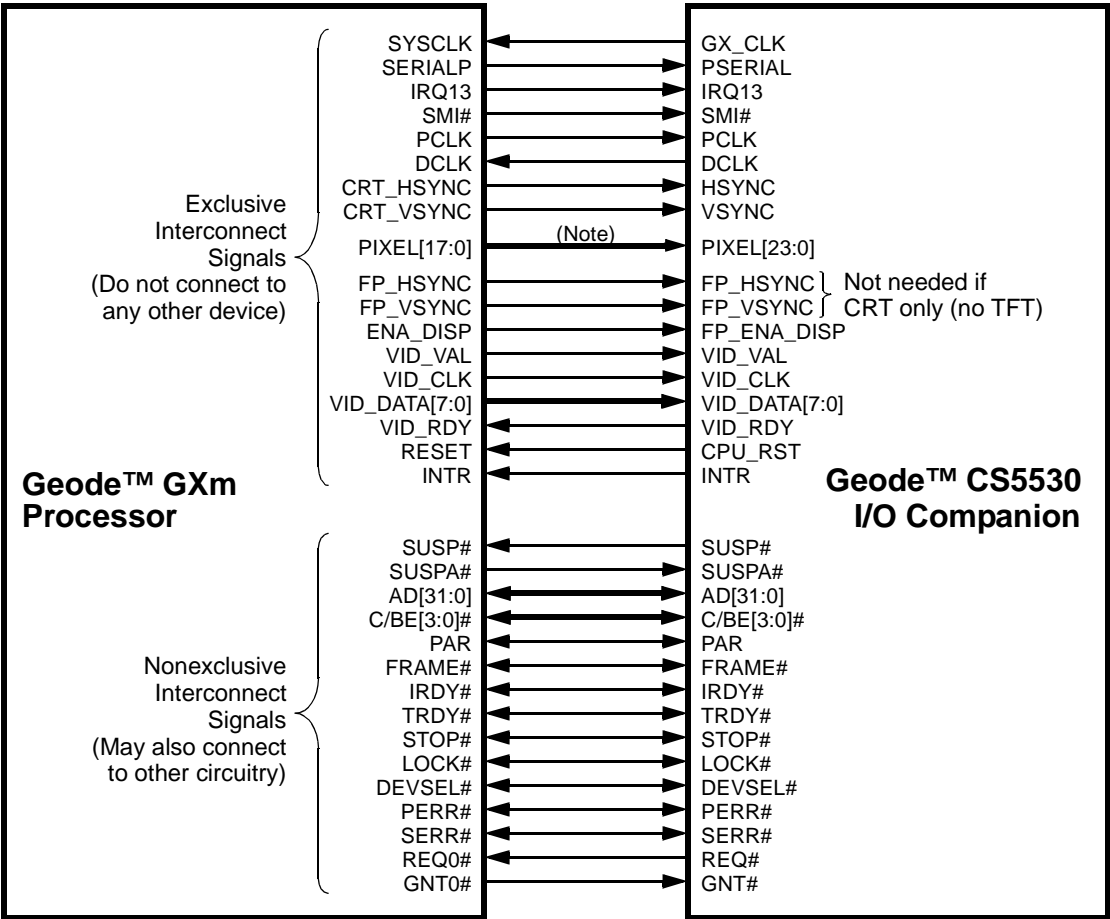 SYSCLK GX_CLK
SERIALP PSERIAL
IRQ13 IRQ13
SMI# SMI#
PCLK PCLK
DCLK DCLK
CRT_HSYNC HSYNC
CRT_VSYNC VSYNC
PIXEL[17:0] (Note) PIXEL[23:0]
FP_HSYNC FP_HSYNC
FP_VSYNC FP_VSYNC
Not needed if
CRT only (no TFT)
ENA_DISP FP_ENA_DISP
VID_VAL VID_VAL
VID_CLK VID_CLK
VID_DATA[7:0] VID_DATA[7:0]
VID_RDY VID_RDY
RESET CPU_RST
INTR INTR
Exclusive
Interconnect
Signals
(Do not connect to
any other device)
Geode™ GXm
Processor
Geode™ CS5530
I/O Companion
SUSP# SUSP#
SUSPA# SUSPA#
AD[31:0] AD[31:0]
C/BE[3:0]# C/BE[3:0]#
PAR PAR
FRAME# FRAME#
IRDY# IRDY#
TRDY# TRDY#
STOP# STOP#
LOCK# LOCK#
DEVSEL# DEVSEL#
PERR# PERR#
SERR# SERR#
REQ0# REQ#
GNT0# GNT#
Nonexclusive
Interconnect
Signals
(May also connect
to other circuitry)